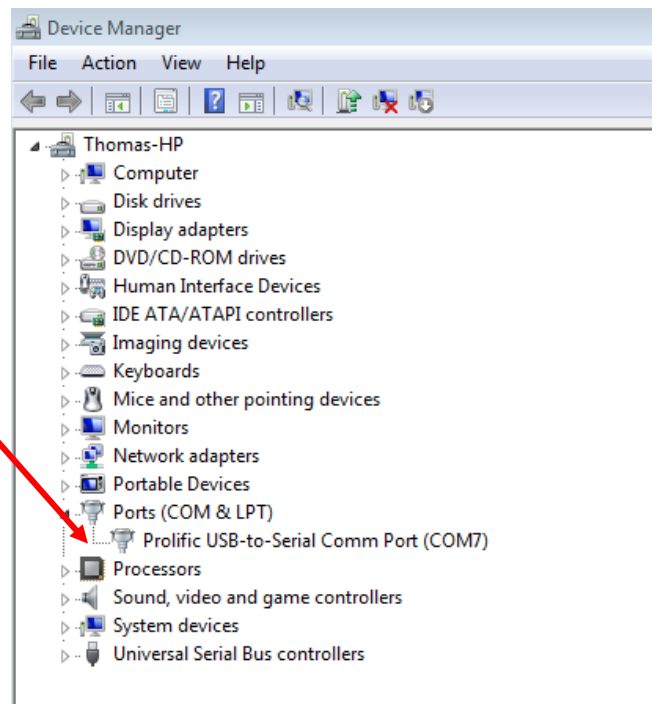 Device Manager
File Action View Help
Thomas-HP
Computer
Disk drives
Display adapters
DVD/CD-ROM drives
Human Interface Devices
IDE ATA/ATAPI controllers
Imaging devices
Keyboards
Mice and other pointing devices
Monitors
Network adapters
Portable Devices
Ports (COM & LPT)
Prolific USB-to-Serial Comm Port (COM7)
Processors
Sound, video and game controllers
System devices
Universal Serial Bus controllers